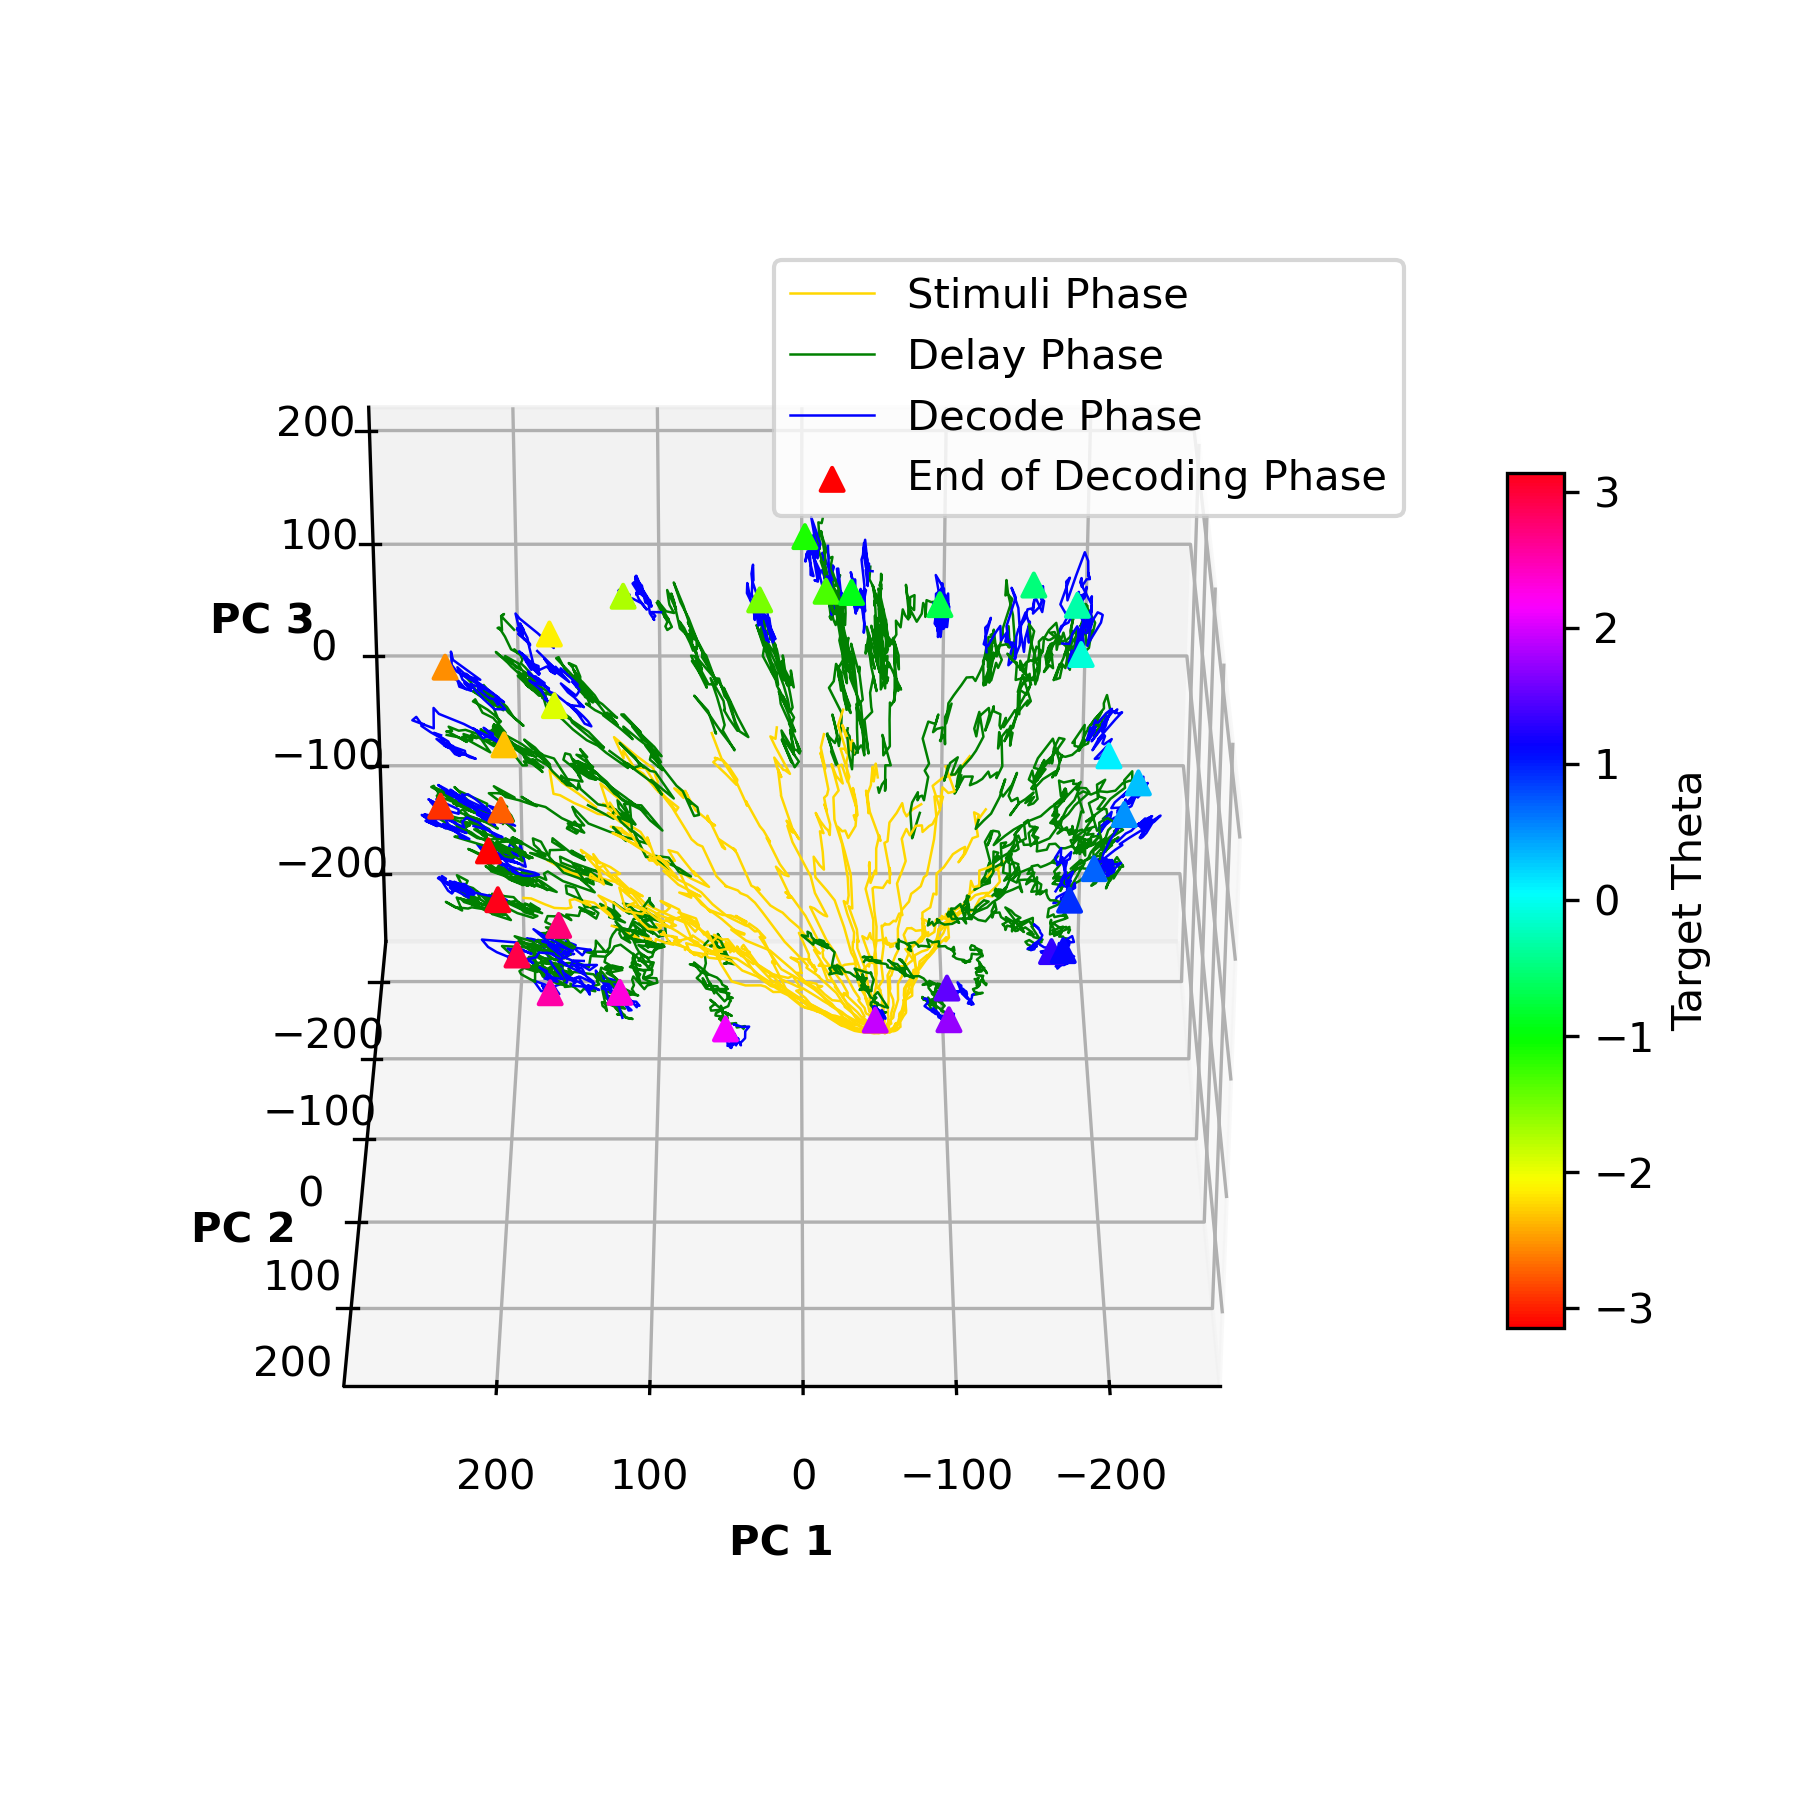 Stimuli Phase
Delay Phase
Decode Phase
End of Decoding Phase
200
100
PC 3
0
−100
−200
−200
−100
0
PC 2
100
200
200 100 0 −100 −200
PC 1
3
2
1
0
−1
−2
−3
Target Theta